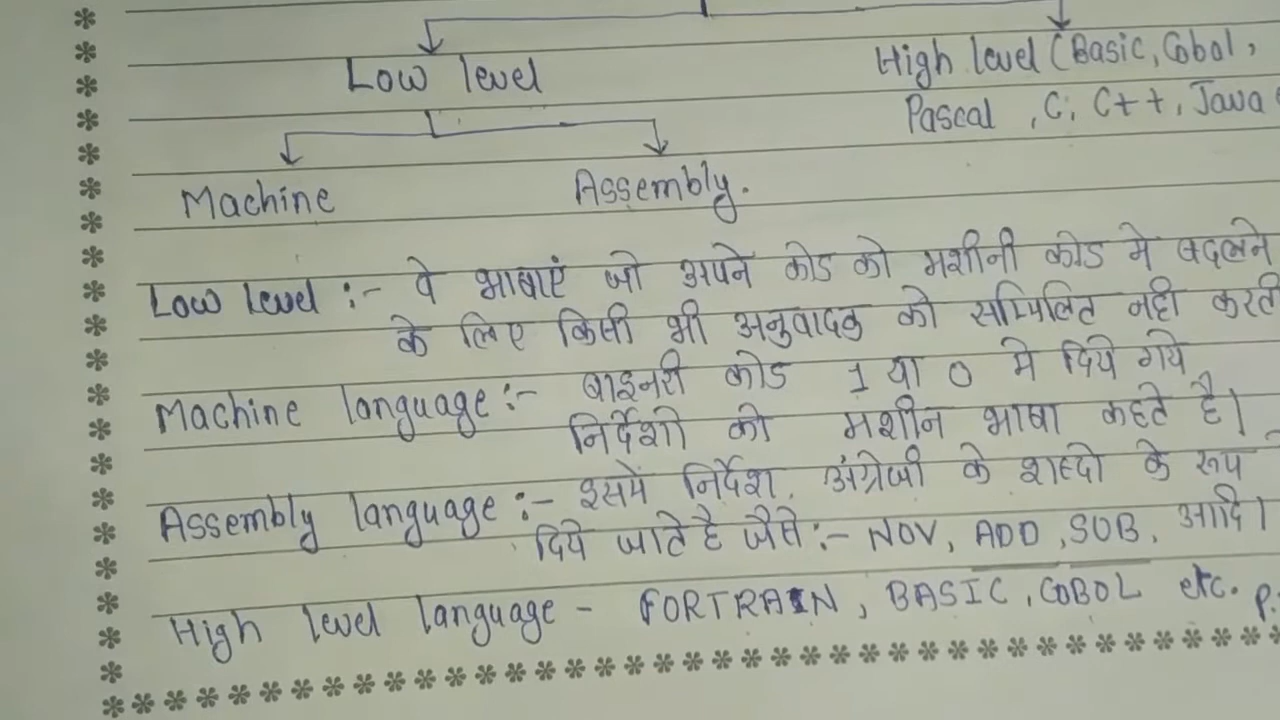 Low level
High level (Basic, Cobol,
Pascal , C, C++, Java
Machine
Assembly.
Low level :- वे भाषाएं जो अपने कोड को मशीनी कोड मे बदलने
के लिए किसी भी अनुवादक को सम्मिलित नही करती
Machine language :- बाइनरी कोड 1 या 0 मे दिये गये
निर्देशो को मशीन भाषा कहते है।
Assembly language :- इसमें निर्देश अंग्रेजी के शब्दो के रूप
दिये जाते है जैसे :- NOV, ADD, SUB, आदि।
High level language - FORTRAIN, BASIC, COBOL etc. P.